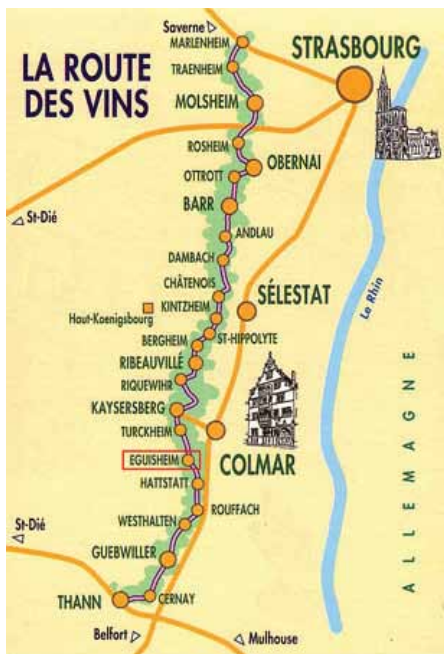 Saverne
MARLENHEIM
STRASBOURG
LA ROUTE
DES VINS
TRAENHEIM
MOLSHEIM
ROSHEIM
OBERNAI
OTTROTT
BARR
St-Dié
ANDLAU
DAMBACH
CHÂTENOIS
SÉLESTAT
KINTZHEIM
Haut-Koenigsbourg
Le Rhin
ST-HIPPOLYTE
BERGHEIM
RIBEAUVILLÉ
RIQUEWIHR
KAYSERSBERG
TURCKHEIM
COLMAR
EGUISHEIM
HATTSTATT
ALLEMAGNE
ROUFFACH
WESTHALTEN
St-Dié
GUEBWILLER
THANN
CERNAY
Belfort
Mulhouse